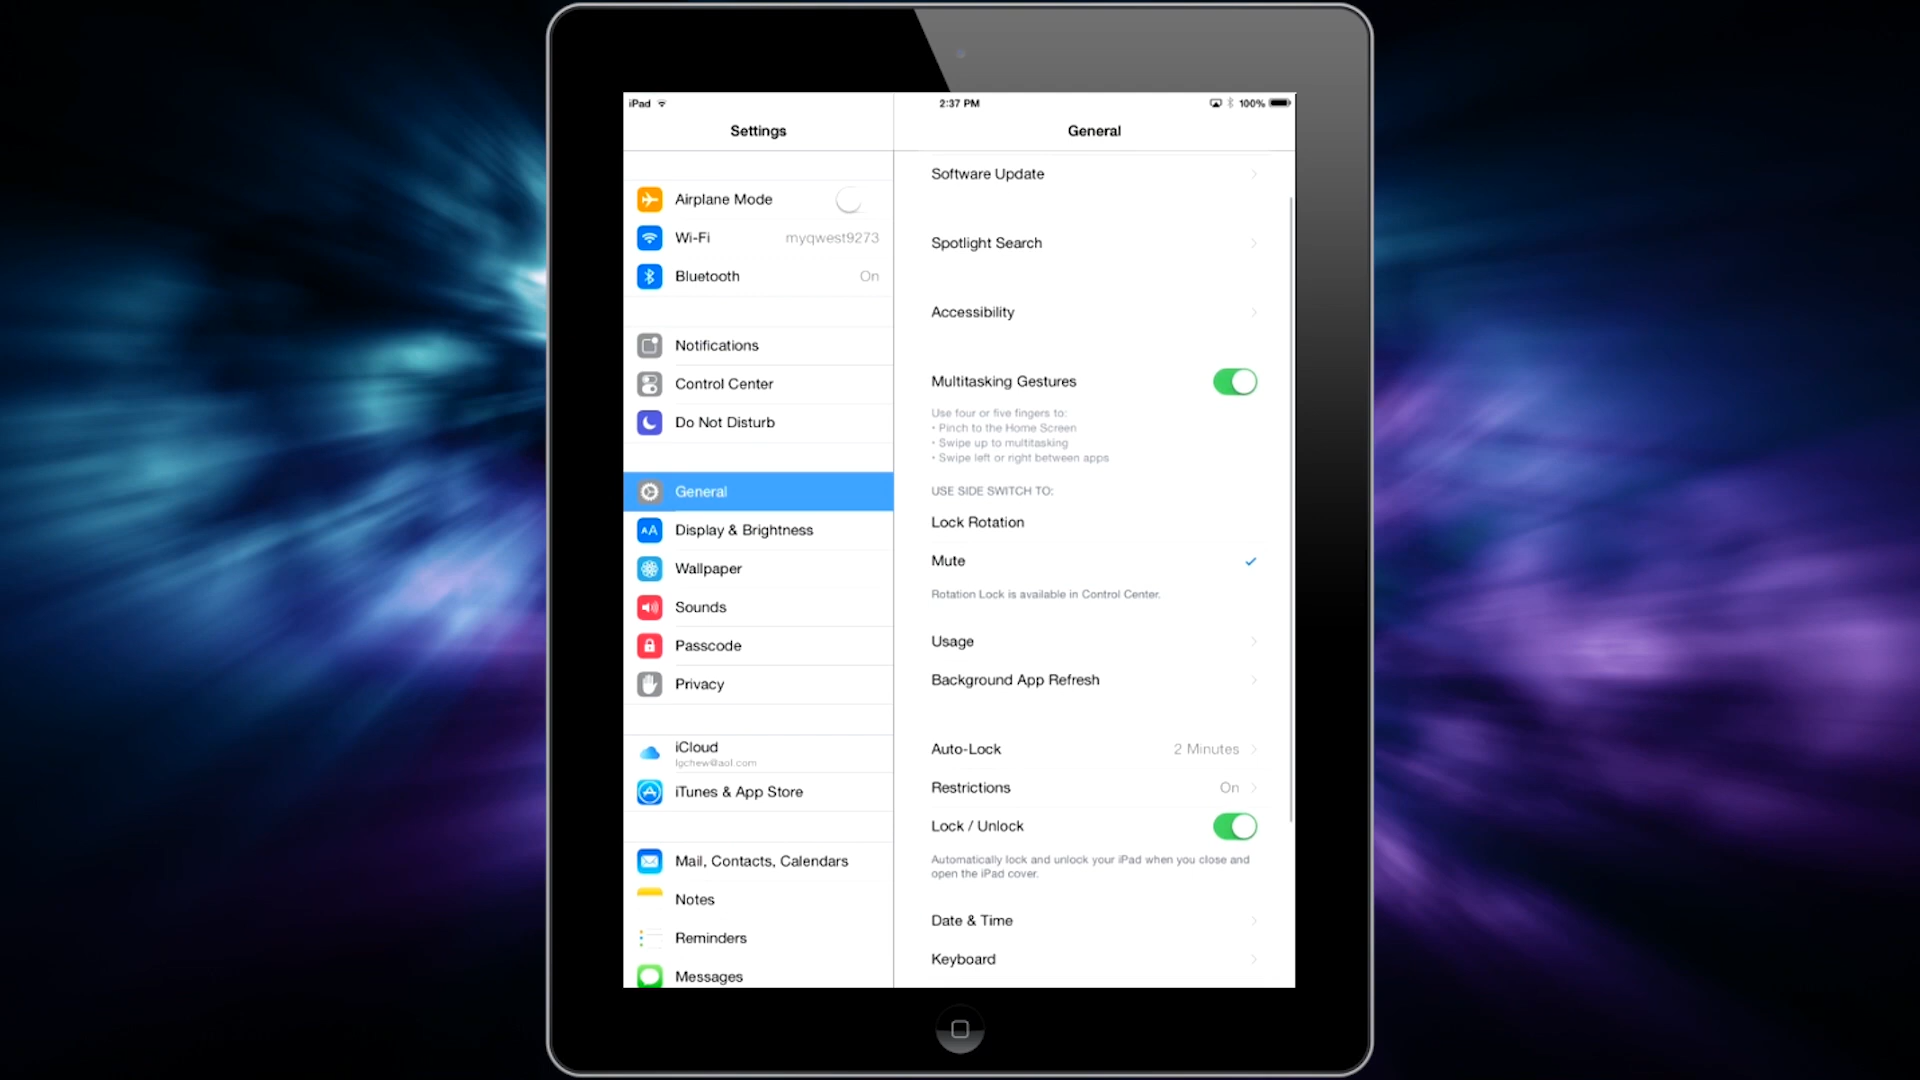 iPad
2:37 PM
100%
Settings
General
Airplane Mode
Wi-Fi myqwest9273
Bluetooth On
Notifications
Control Center
Do Not Disturb
General
Display & Brightness
Wallpaper
Sounds
Passcode
Privacy
iCloud
lgchew@aol.com
iTunes & App Store
Mail, Contacts, Calendars
Notes
Reminders
Messages
Software Update
Spotlight Search
Accessibility
Multitasking Gestures
Use four or five fingers to:
• Pinch to the Home Screen
• Swipe up to multitasking
• Swipe left or right between apps
USE SIDE SWITCH TO:
Lock Rotation
Mute
Rotation Lock is available in Control Center.
Usage
Background App Refresh
Auto-Lock 2 Minutes
Restrictions On
Lock / Unlock
Automatically lock and unlock your iPad when you close and
open the iPad cover.
Date & Time
Keyboard